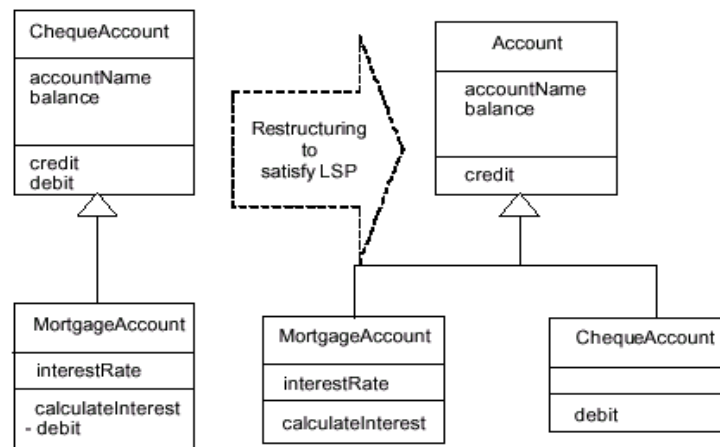 ChequeAccount
accountName
balance
credit
debit
MortgageAccount
interestRate
calculateInterest
- debit
Restructuring
to
satisfy LSP
Account
accountName
balance
credit
MortgageAccount
interestRate
calculateInterest
ChequeAccount
debit